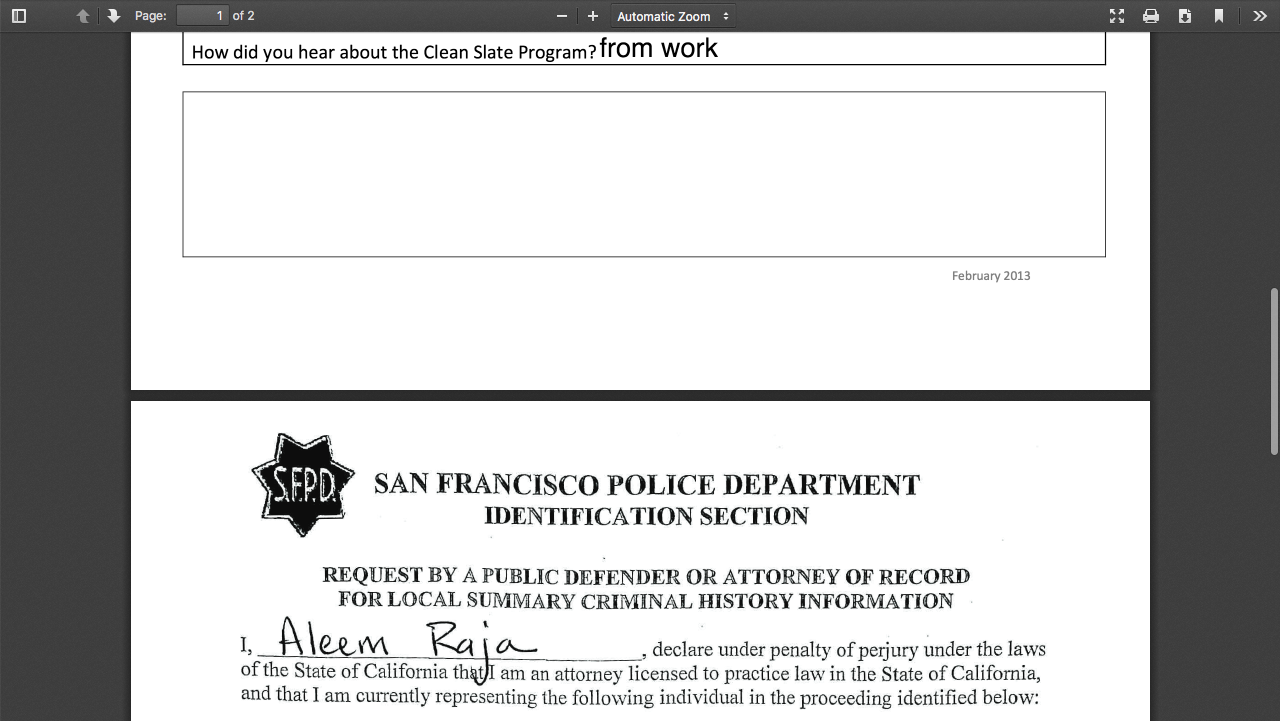 Page: 1 of 2 Automatic Zoom
How did you hear about the Clean Slate Program? from work
February 2013
S.F.P.D.
SAN FRANCISCO POLICE DEPARTMENT
IDENTIFICATION SECTION
REQUEST BY A PUBLIC DEFENDER OR ATTORNEY OF RECORD
FOR LOCAL SUMMARY CRIMINAL HISTORY INFORMATION
I, Aleem Raja, declare under penalty of perjury under the laws
of the State of California that I am an attorney licensed to practice law in the State of California,
and that I am currently representing the following individual in the proceeding identified below: